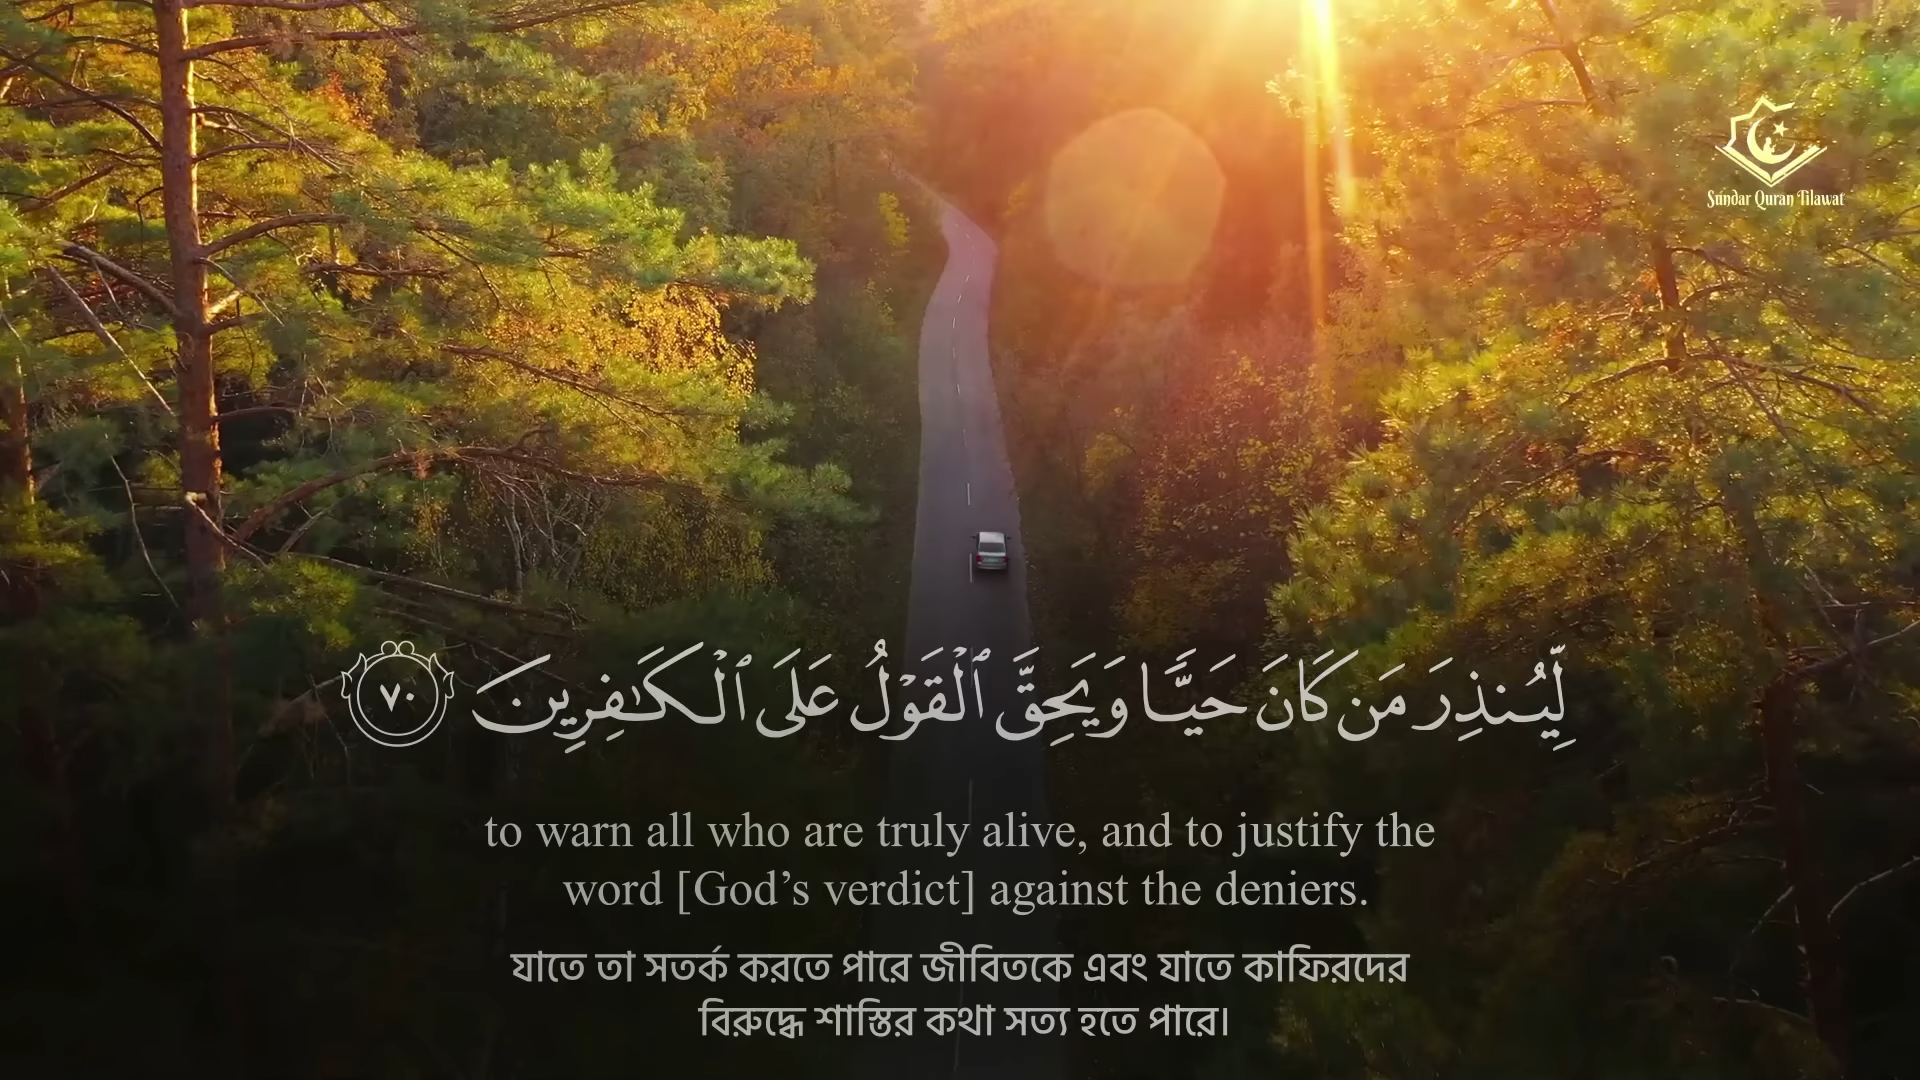 Sundar Quran Tilawat
لِّيُنذِرَ مَن كَانَ حَيًّا وَيَحِقَّ ٱلْقَوْلُ عَلَى ٱلْكَـٰفِرِينَ ٧٠
to warn all who are truly alive, and to justify the
word [God’s verdict] against the deniers.
যাতে তা সতর্ক করতে পারে জীবিতকে এবং যাতে কাফিরদের
বিরুদ্ধে শাস্তির কথা সত্য হতে পারে।